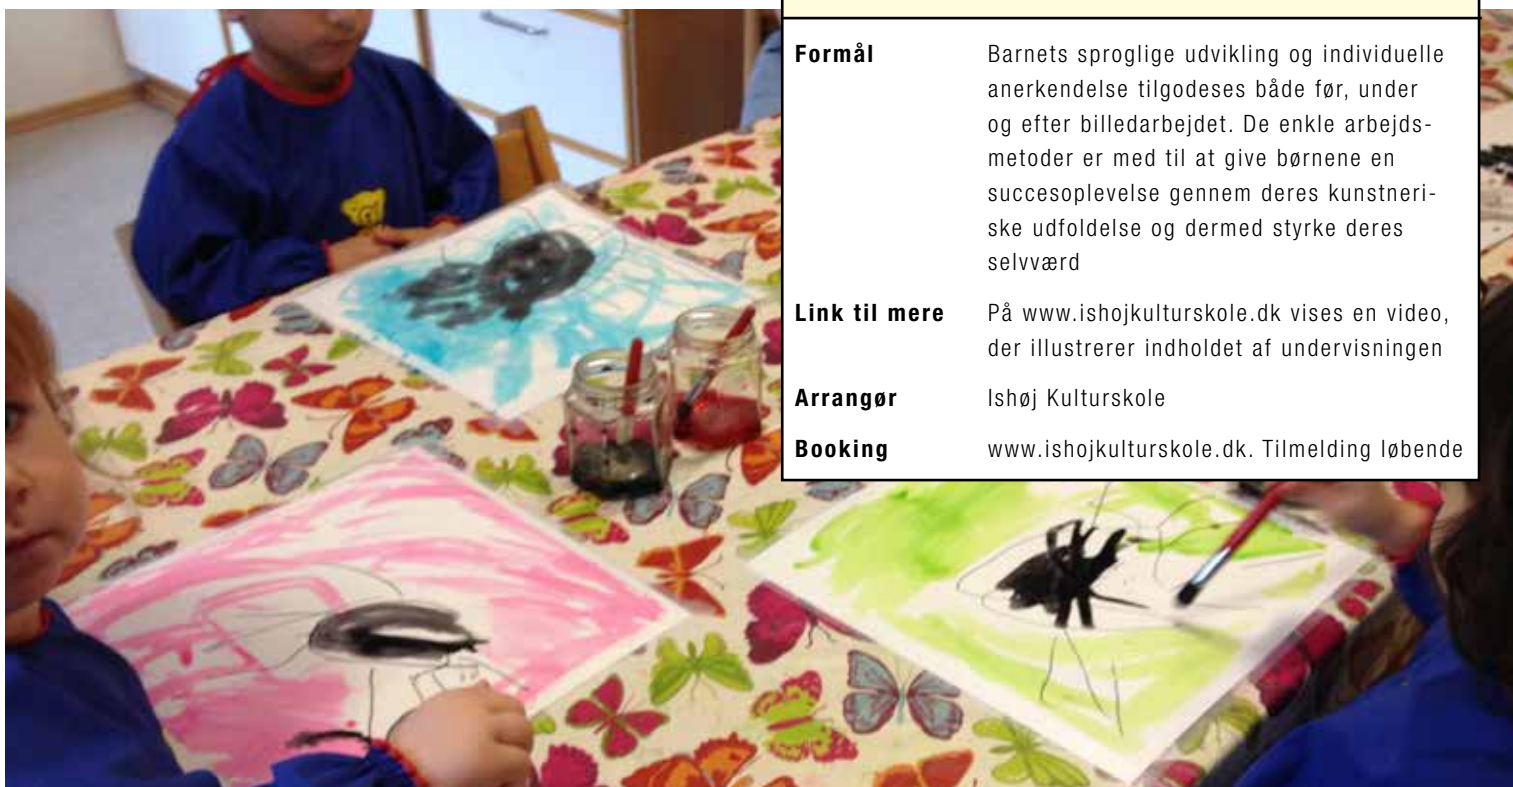 Formål Barnets sproglige udvikling og individuelle
anerkendelse tilgodeses både før, under
og efter billedarbejdet. De enkle arbejds-
metoder er med til at give børnene en
succesoplevelse gennem deres kunstneri-
ske udfoldelse og dermed styrke deres
selvværd
Link til mere På www.ishojkulturskole.dk vises en video,
der illustrerer indholdet af undervisningen
Arrangør Ishøj Kulturskole
Booking www.ishojkulturskole.dk. Tilmelding løbende